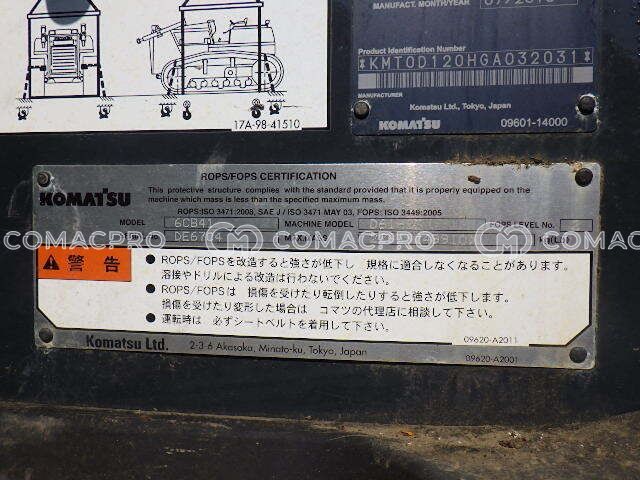 MANUFACT. MONTH/YEAR
Product Identification Number
*KMT0D120HGA032031*
MANUFACTURER
Komatsu Ltd., Tokyo, Japan
KOMATSU
09601-14000
17A-98-41510
ROPS/FOPS CERTIFICATION
KOMATSU
This protective structure complies with the standard provided that it is properly equipped on the
machine which mass is less than the specified maximum mass.
ROPS:ISO 3471:2008, SAE J / ISO 3471 MAY 03, FOPS: ISO 3449:2005
MODEL
MACHINE MODEL
FOPS LEVEL No.
MAX.MASS
COMACPRO COMACPRO COMACPRO
警告
● ROPS/FOPSを改造すると強さが低下し 規格に適合しなくなることがあります。
溶接やドリルによる改造は行わないでください。
● ROPS/FOPSは 損傷を受けたり転倒したりすると強さが低下します。
損傷を受けたり変形した場合は コマツの代理店に相談して下さい。
● 運転時は 必ずシートベルトを着用して下さい。
09620-A2011
Komatsu Ltd. 2-3-6 Akasaka, Minato-ku, Tokyo, Japan
09620-A2001